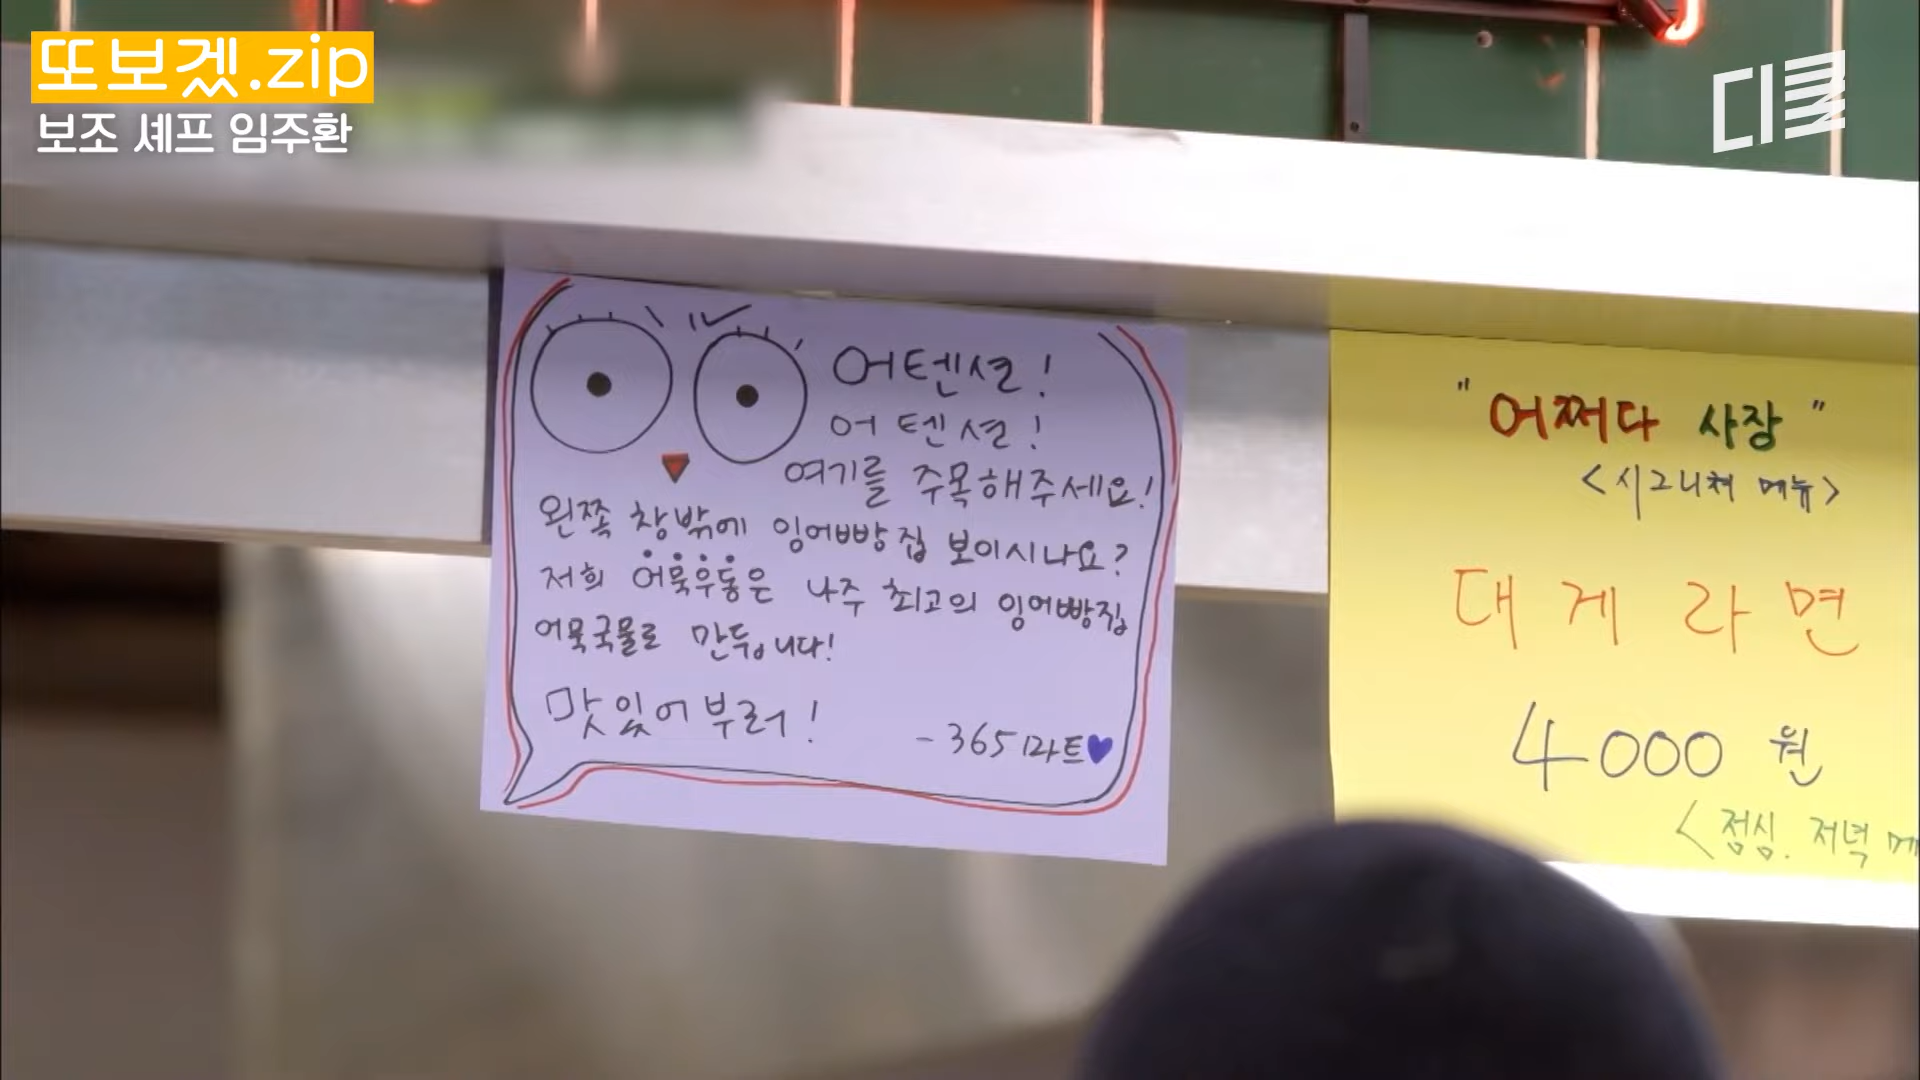 또보겠.zip
보조 셰프 임주환
디클
어텐션!
어텐션!
여기를 주목해주세요!
왼쪽 창밖에 잉어빵집 보이시나요?
저희 어묵우동은 나주 최고의 잉어빵집
어묵국물로 만듭니다!
맛있어부러!
- 365마트♥
"어쩌다 사장"
<시그니처 메뉴>
대게라면
4000원
<점심. 저녁 메